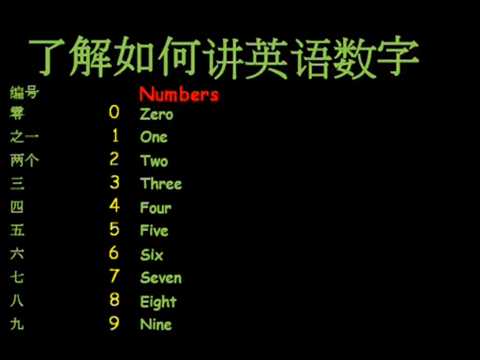 了解如何讲英语数字
编号 Numbers
零 0 Zero
之一 1 One
两个 2 Two
三 3 Three
四 4 Four
五 5 Five
六 6 Six
七 7 Seven
八 8 Eight
九 9 Nine